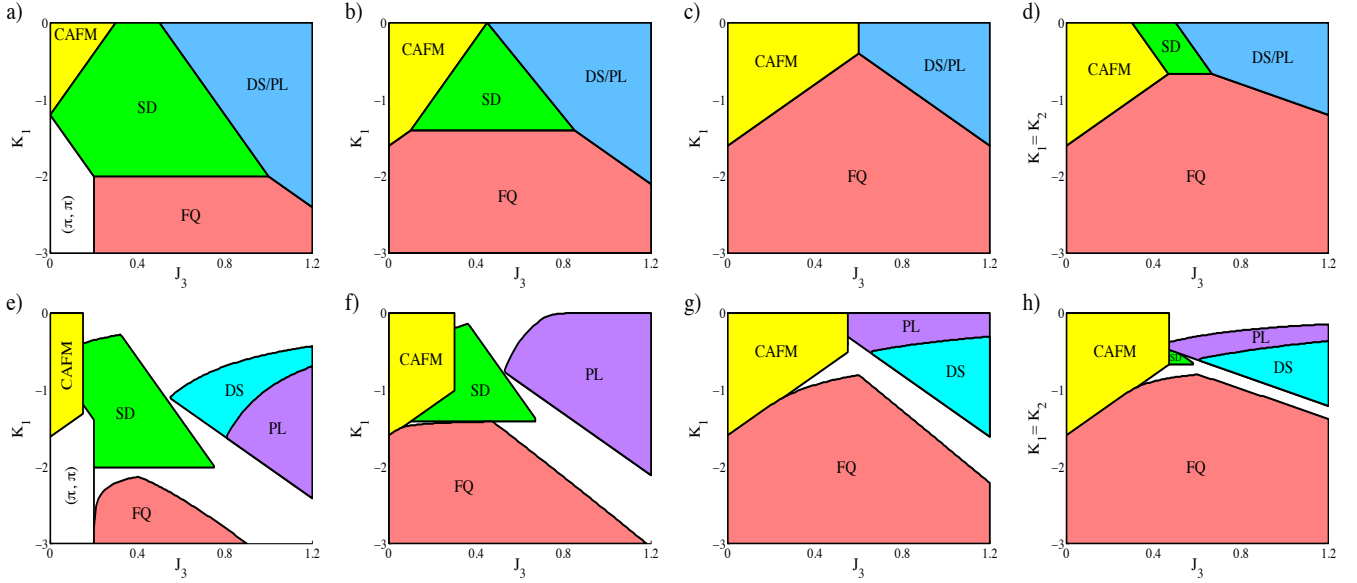 a)
0
−1
−2
−3
K1
CAFM
SD
DS/PL
(π, π)
FQ
0
0.4
0.8
1.2
J3
b)
0
−1
−2
−3
K1
CAFM
SD
DS/PL
FQ
0
0.4
0.8
1.2
J3
c)
0
−1
−2
−3
K1
CAFM
DS/PL
FQ
0
0.4
0.8
1.2
J3
d)
0
−1
−2
−3
K1 = K2
CAFM
SD
DS/PL
FQ
0
0.4
0.8
1.2
J3
e)
0
−1
−2
−3
K1
CAFM
SD
DS
PL
(π, π)
FQ
0
0.4
0.8
1.2
J3
f)
0
−1
−2
−3
K1
CAFM
SD
PL
FQ
0
0.4
0.8
1.2
J3
g)
0
−1
−2
−3
K1
CAFM
PL
DS
FQ
0
0.4
0.8
1.2
J3
h)
0
−1
−2
−3
K1 = K2
CAFM
SD
PL
DS
FQ
0
0.4
0.8
1.2
J3